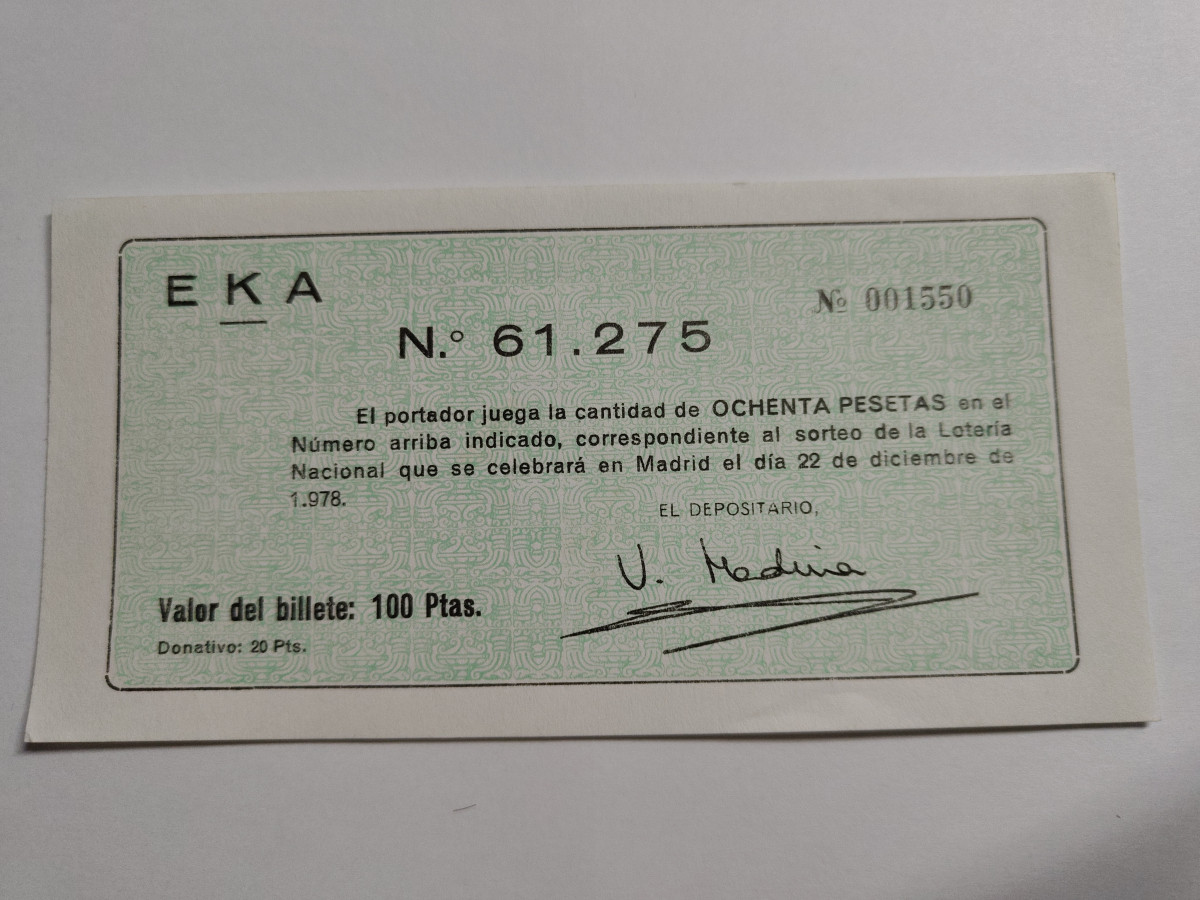 EKA
Nº 001550
N.º 61.275
El portador juega la cantidad de OCHENTA PESETAS en el
Número arriba indicado, correspondiente al sorteo de la Lotería
Nacional que se celebrará en Madrid el día 22 de diciembre de
1.978.
EL DEPOSITARIO,
V. Medina
Valor del billete: 100 Ptas.
Donativo: 20 Pts.